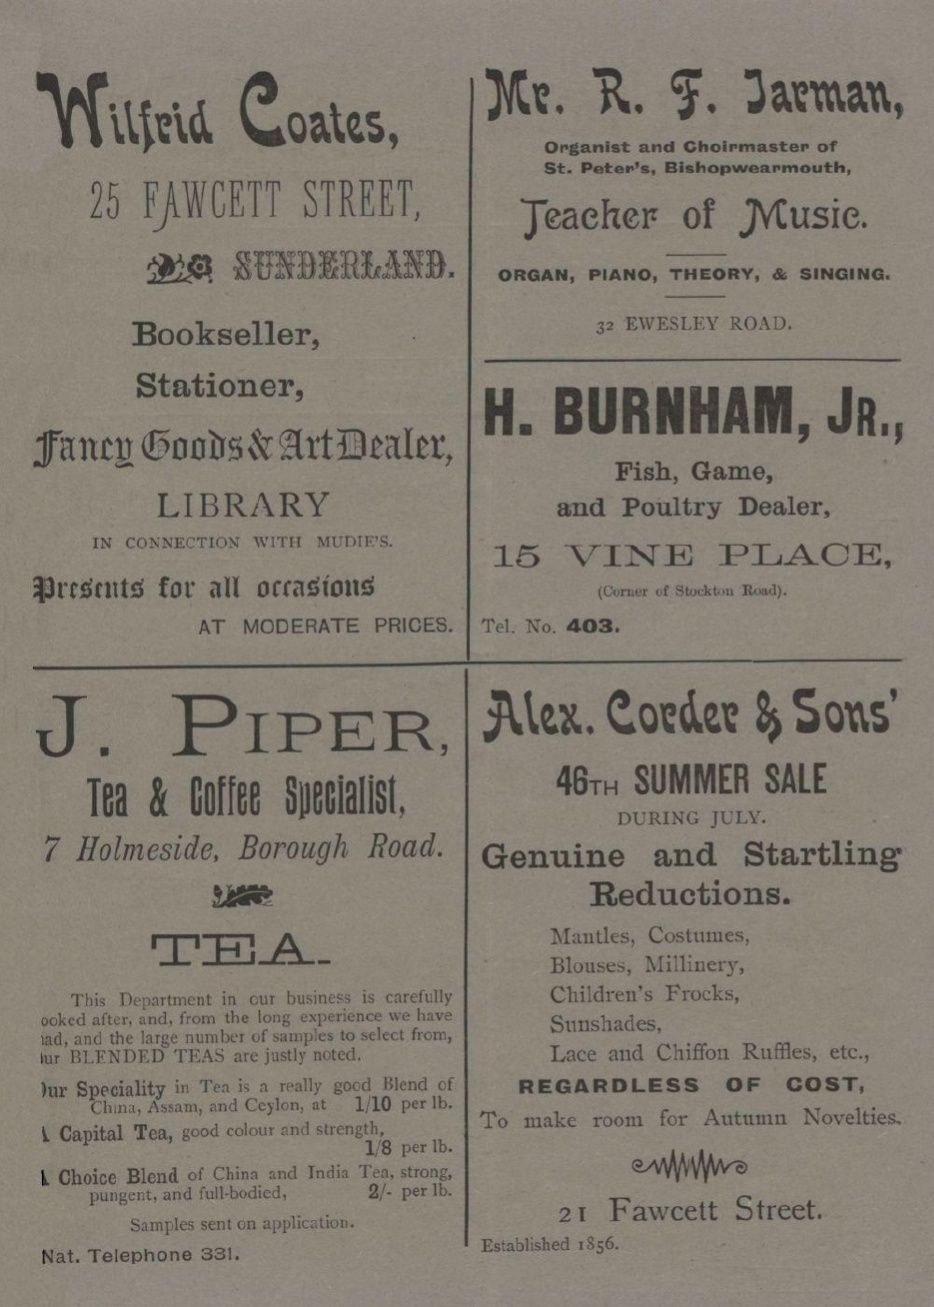 Wilfrid Coates,
25 FAWCETT STREET,
SUNDERLAND.
Bookseller,
Stationer,
Fancy Goods & Art Dealer,
LIBRARY
IN CONNECTION WITH MUDIE'S.
Presents for all occasions
AT MODERATE PRICES.
Mr. R. F. Jarman,
Organist and Choirmaster of
St. Peter's, Bishopwearmouth,
Teacher of Music.
ORGAN, PIANO, THEORY, & SINGING.
32 EWESLEY ROAD.
H. BURNHAM, JR.,
Fish, Game,
and Poultry Dealer,
15 VINE PLACE,
(Corner of Stockton Road).
Tel. No. 403.
J. PIPER,
Tea & Coffee Specialist,
7 Holmeside, Borough Road.
TEA.
This Department in our business is carefully
ooked after, and, from the long experience we have
ad, and the large number of samples to select from,
ur BLENDED TEAS are justly noted.
ur Speciality in Tea is a really good Blend of
China, Assam, and Ceylon, at 1/10 per lb.
A Capital Tea, good colour and strength,
1/8 per lb.
A Choice Blend of China and India Tea, strong,
pungent, and full-bodied, 2/- per lb.
Samples sent on application.
Nat. Telephone 331.
Alex. Corder & Sons'
46TH SUMMER SALE
DURING JULY.
Genuine and Startling
Reductions.
Mantles, Costumes,
Blouses, Millinery,
Children's Frocks,
Sunshades,
Lace and Chiffon Ruffles, etc.,
REGARDLESS OF COST,
To make room for Autumn Novelties.
21 Fawcett Street.
Established 1856.